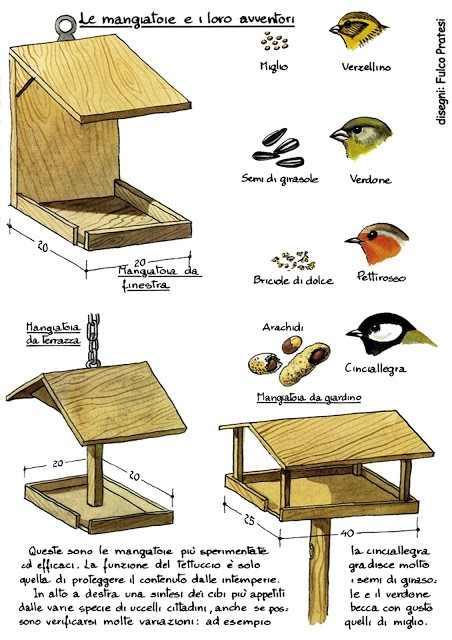 Le mangiatoie e i loro avventori
disegni: Fulco Pratesi
Miglio
Verzellino
Semi di girasole
Verdone
Briciole di dolce
Pettirosso
Arachidi
Cinciallegra
20
20
Mangiatoia da
finestra
Mangiatoia
da terrazza
20
20
Mangiatoia da giardino
25
40
Queste sono le mangiatoie più sperimentate
ed efficaci. La funzione del tettuccio è solo
quella di proteggere il contenuto dalle intemperie.
In alto a destra una sintesi dei cibi più appetiti
dalle varie specie di uccelli cittadini, anche se pos:
sono verificarsi molte variazioni: ad esempio
la cinciallegra
gradisce molto
i semi di giraso:
le e il verdone
becca con gusto
quelli di miglio.